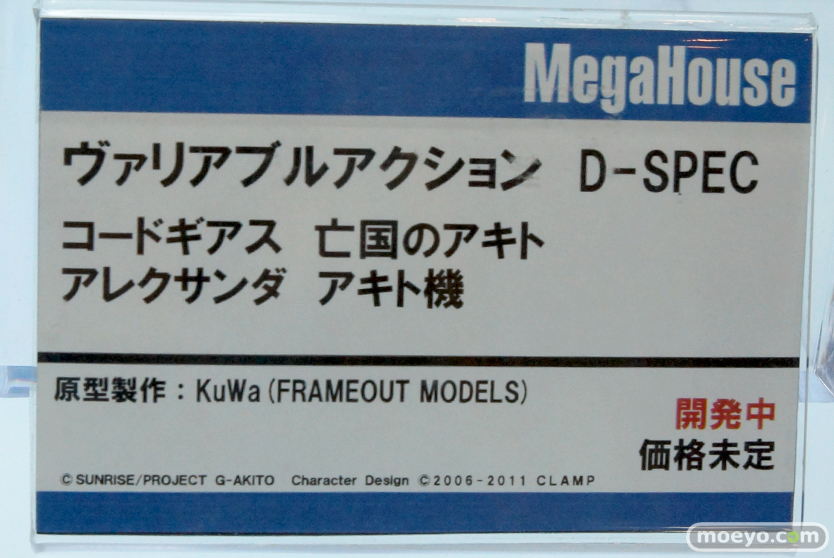 MegaHouse
ヴァリアブルアクション D-SPEC
コードギアス 亡国のアキト
アレクサンダ アキト機
原型製作：KuWa(FRAMEOUT MODELS)
開発中
価格未定
©SUNRISE/PROJECT G-AKITO Character Design ©2006-2011 CLAMP
moeyo.com